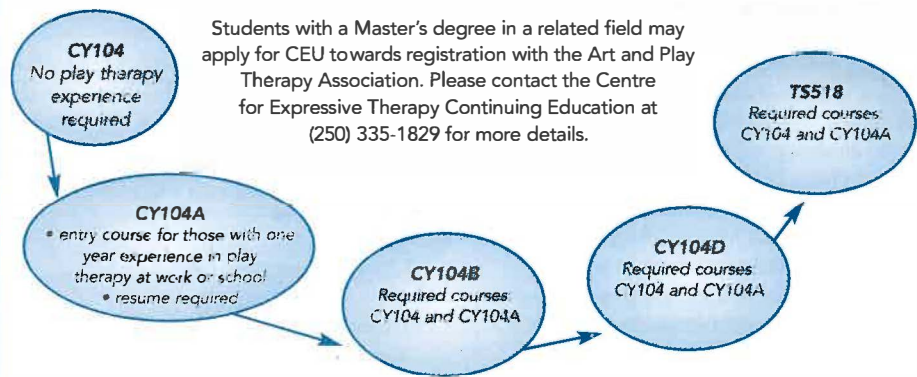 CY104
No play therapy
experience
required
Students with a Master's degree in a related field may
apply for CEU towards registration with the Art and Play
Therapy Association. Please contact the Centre
for Expressive Therapy Continuing Education at
(250) 335-1829 for more details.
TS518
Required courses
CY104 and CY104A
CY104A
• entry course for those with one
year experience in play
therapy at work or school
• resume required
CY104B
Required courses
CY104 and CY104A
CY104D
Required courses
CY104 and CY104A